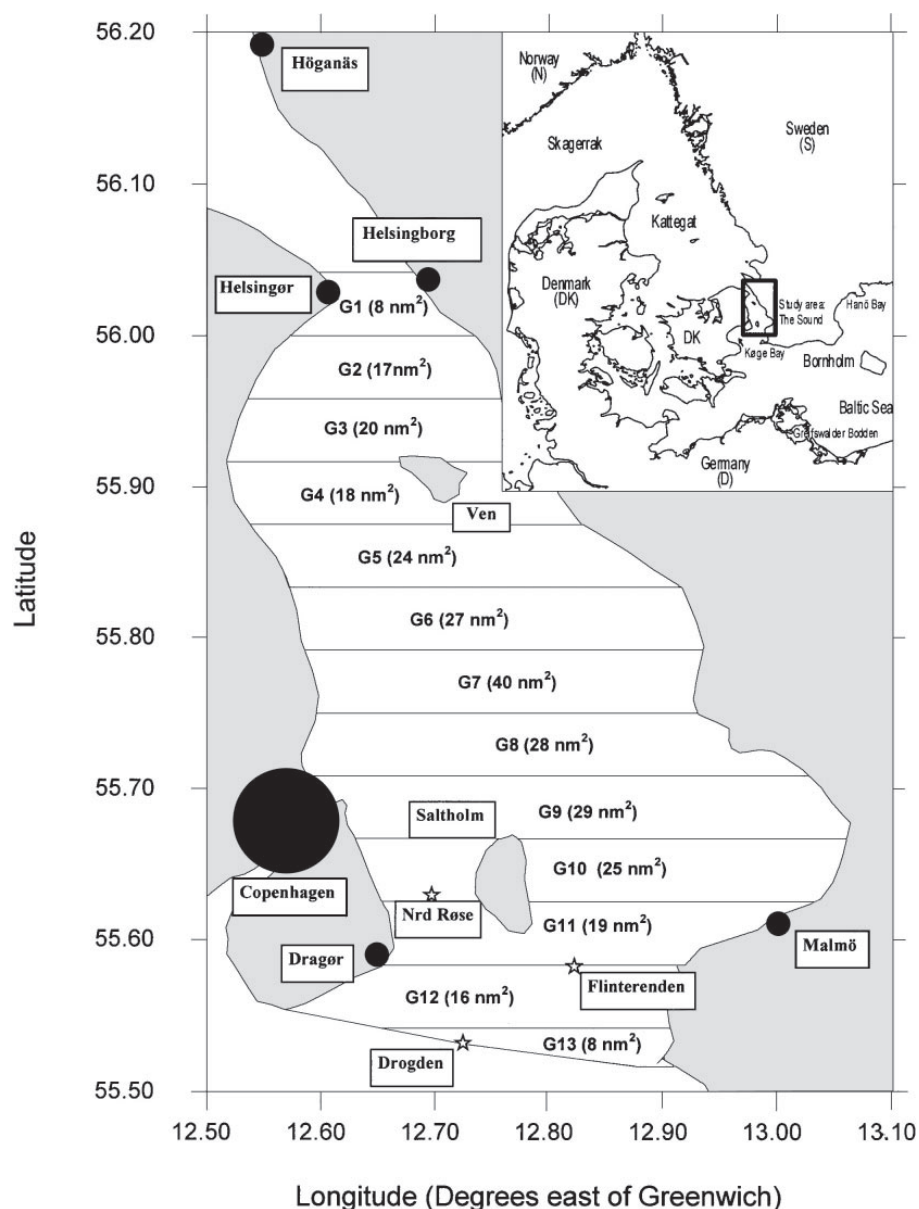 56.20
56.10
56.00
55.90
55.80
55.70
55.60
55.50
Latitude
12.50
12.60
12.70
12.80
12.90
13.00
13.10
Longitude (Degrees east of Greenwich)
Höganäs
Helsingborg
Helsingør
G1 (8 nm²)
G2 (17nm²)
G3 (20 nm²)
G4 (18 nm²)
Ven
G5 (24 nm²)
G6 (27 nm²)
G7 (40 nm²)
G8 (28 nm²)
G9 (29 nm²)
Saltholm
G10 (25 nm²)
Copenhagen
Nrd Røse
G11 (19 nm²)
Malmö
Dragør
Flinterenden
G12 (16 nm²)
G13 (8 nm²)
Drogden
Norway
(N)
Skagerrak
Sweden
(S)
Kattegat
Denmark
(DK)
DK
Study area:
The Sound
Hanö Bay
Køge Bay
Bornholm
Baltic Sea
Greifswalder Bodden
Germany
(D)